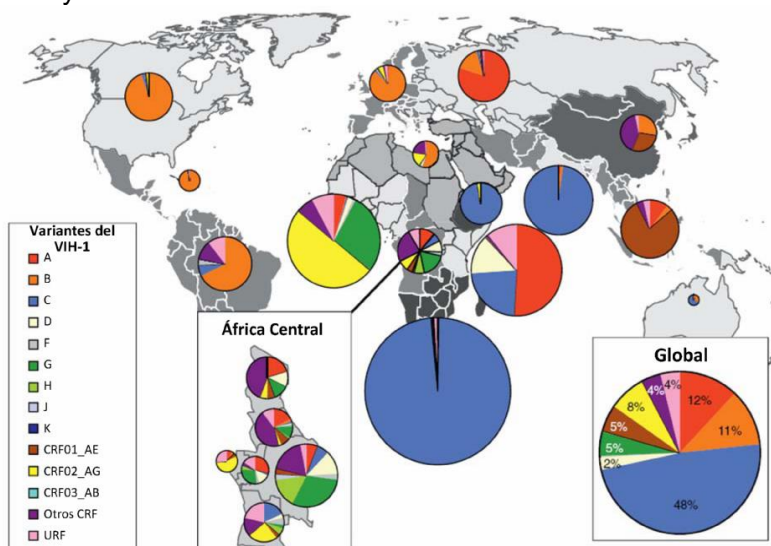 Variantes del
VIH-1
A
B
C
D
F
G
H
J
K
CRF01_AE
CRF02_AG
CRF03_AB
Otros CRF
URF
África Central
Global
4%
4%
12%
8%
11%
5%
5%
2%
48%